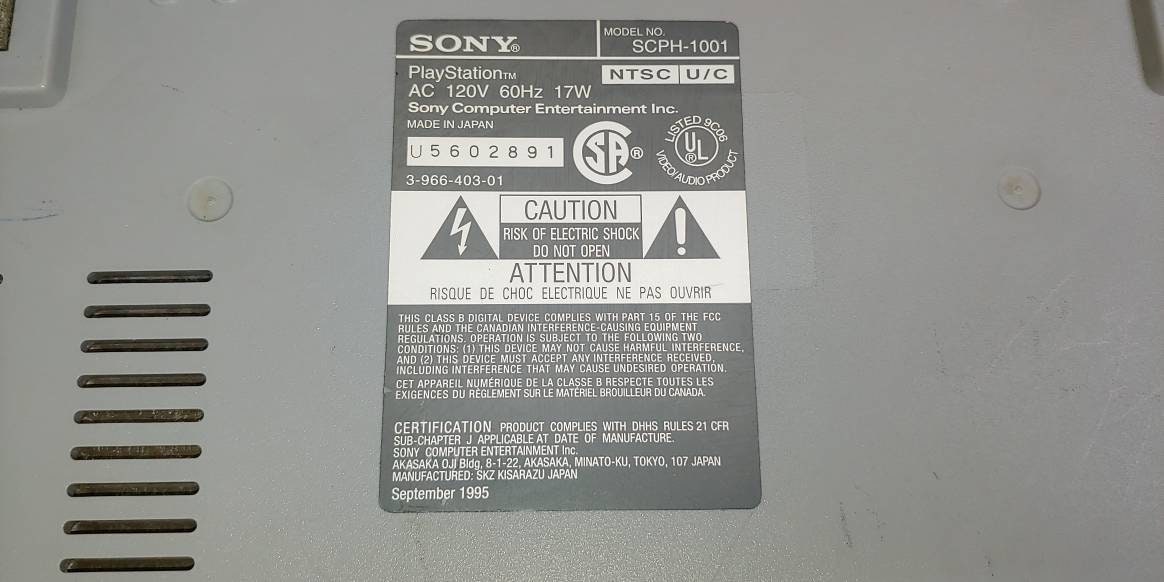 SONY®
MODEL NO.
SCPH-1001
PlayStation™
NTSC U/C
AC 120V 60Hz 17W
Sony Computer Entertainment Inc.
MADE IN JAPAN
U5602891
SA ®
LISTED 9C06
UL ®
VIDEO/AUDIO PRODUCT
3-966-403-01
CAUTION
RISK OF ELECTRIC SHOCK
DO NOT OPEN
ATTENTION
RISQUE DE CHOC ELECTRIQUE NE PAS OUVRIR
THIS CLASS B DIGITAL DEVICE COMPLIES WITH PART 15 OF THE FCC
RULES AND THE CANADIAN INTERFERENCE-CAUSING EQUIPMENT
REGULATIONS. OPERATION IS SUBJECT TO THE FOLLOWING TWO
CONDITIONS: (1) THIS DEVICE MAY NOT CAUSE HARMFUL INTERFERENCE,
AND (2) THIS DEVICE MUST ACCEPT ANY INTERFERENCE RECEIVED,
INCLUDING INTERFERENCE THAT MAY CAUSE UNDESIRED OPERATION.
CET APPAREIL NUMÉRIQUE DE LA CLASSE B RESPECTE TOUTES LES
EXIGENCES DU RÈGLEMENT SUR LE MATÉRIEL BROUILLEUR DU CANADA.
CERTIFICATION PRODUCT COMPLIES WITH DHHS RULES 21 CFR
SUB-CHAPTER J APPLICABLE AT DATE OF MANUFACTURE.
SONY COMPUTER ENTERTAINMENT Inc.
AKASAKA OJI Bldg, 8-1-22, AKASAKA, MINATO-KU, TOKYO, 107 JAPAN
MANUFACTURED: SKZ KISARAZU JAPAN
September 1995